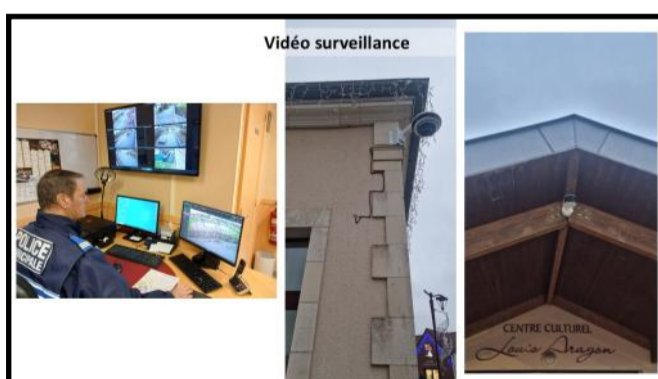 Vidéo surveillance
POLICE
MUNICIPALE
CENTRE CULTUREL
Louis Aragon